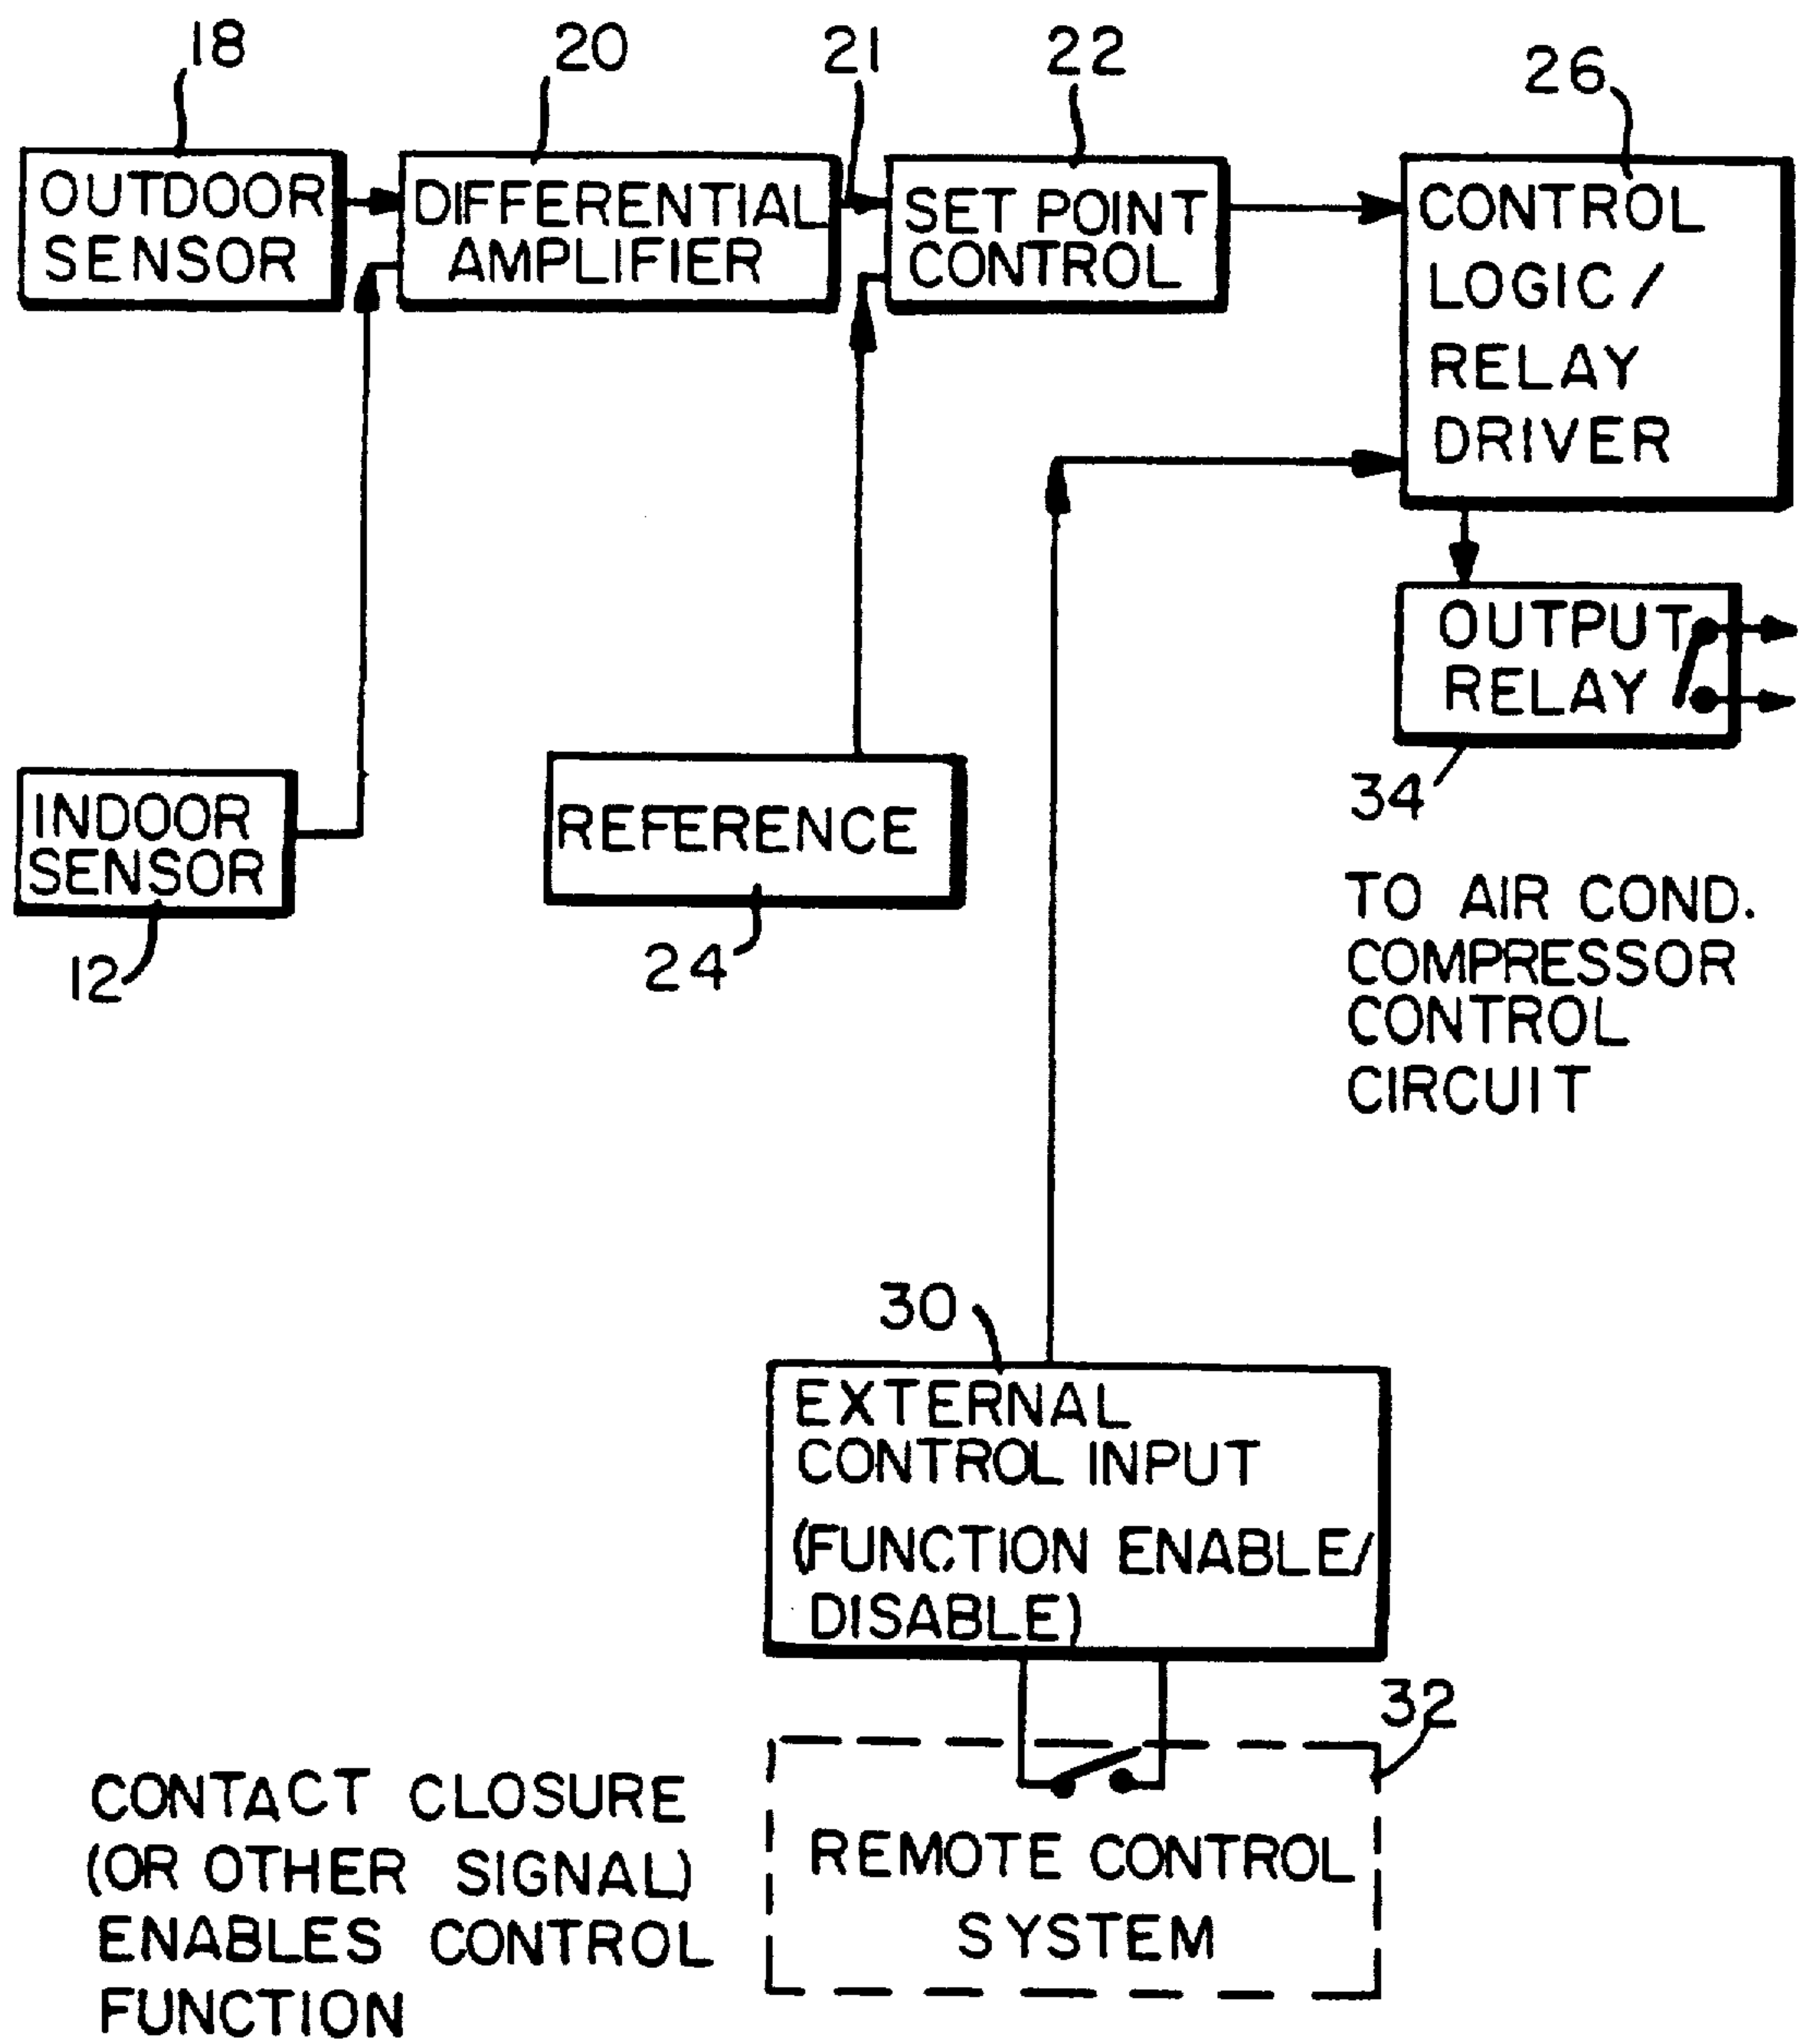 18
20
21
22
26
OUTDOOR
SENSOR
DIFFERENTIAL
AMPLIFIER
SET POINT
CONTROL
CONTROL
LOGIC /
RELAY
DRIVER
OUTPUT
RELAY
34
INDOOR
SENSOR
12
REFERENCE
24
TO AIR COND.
COMPRESSOR
CONTROL
CIRCUIT
30
EXTERNAL
CONTROL INPUT
(FUNCTION ENABLE/
DISABLE)
32
REMOTE CONTROL
SYSTEM
CONTACT CLOSURE
(OR OTHER SIGNAL)
ENABLES CONTROL
FUNCTION